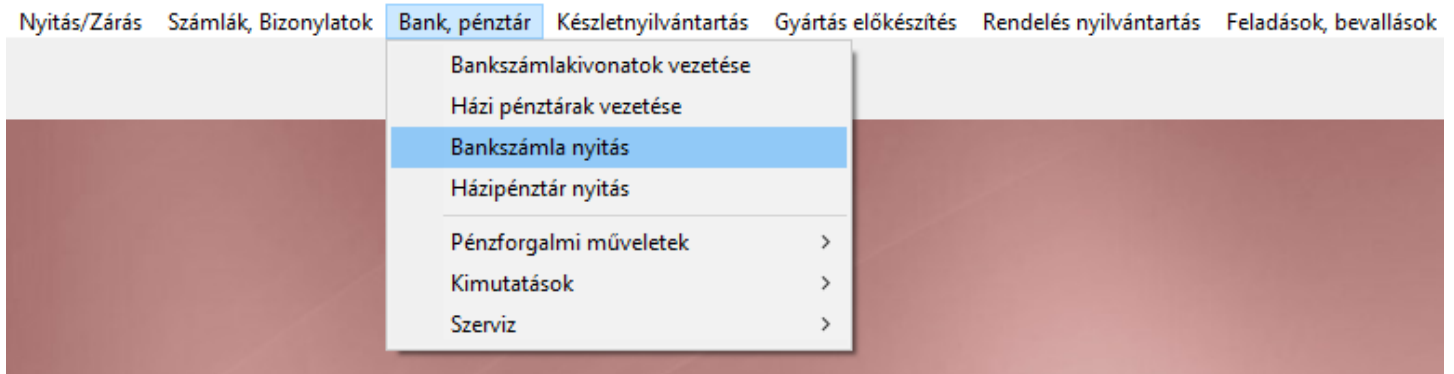 Nyitás/Zárás Számlák, Bizonylatok Bank, pénztár Készletnyilvántartás Gyártás előkészítés Rendelés nyilvántartás Feladások, bevallások
Bankszámlakivonatok vezetése
Házi pénztárak vezetése
Bankszámla nyitás
Házipénztár nyitás
Pénzforgalmi műveletek
Kimutatások
Szerviz